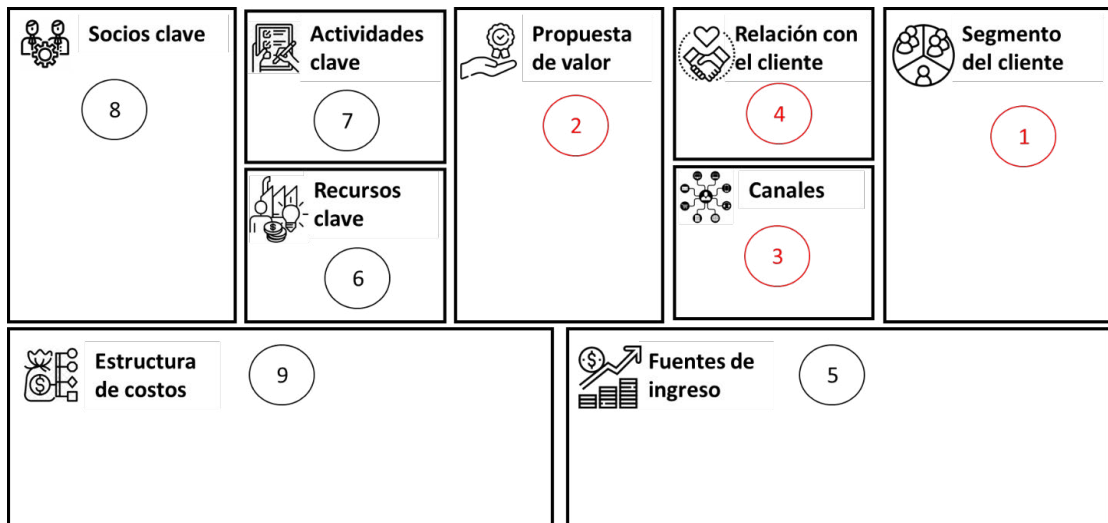 Socios clave
8
Actividades
clave
7
Recursos
clave
6
Propuesta
de valor
2
Relación con
el cliente
4
Canales
3
Segmento
del cliente
1
Estructura
de costos
9
Fuentes de
ingreso
5